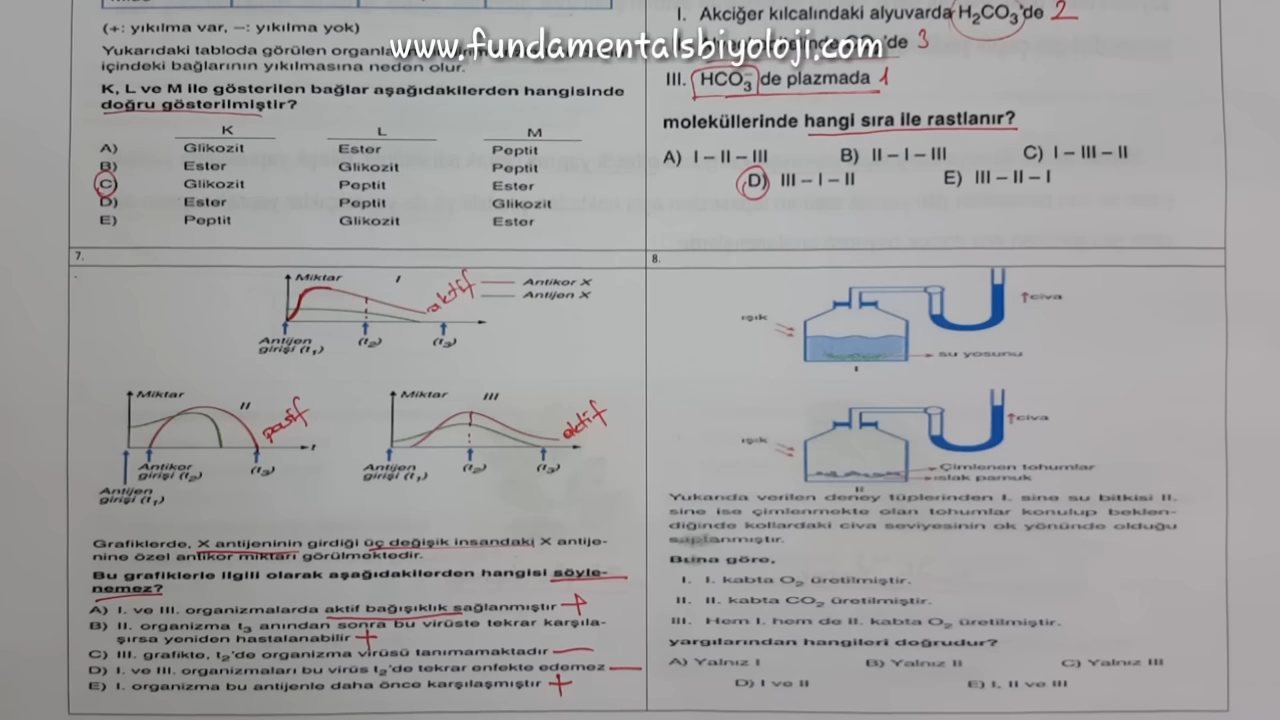 (+: yıkılma var, –: yıkılma yok)
Yukarıdaki tabloda görülen
içindeki bağlarının yıkılmasına neden olur.
K, L ve M ile gösterilen bağlar aşağıdakilerden hangisinde
doğru gösterilmiştir?
K L M
A) Glikozit Ester Peptit
B) Ester Glikozit Peptit
C) Glikozit Peptit Ester
D) Ester Peptit Glikozit
E) Peptit Glikozit Ester
www.fundamentalsbiyoloji.com
I. Akciğer kılcalındaki alyuvarda H₂CO₃'de 2
'de 3
III. HCO₃⁻ de plazmada 1
moleküllerinde hangi sıra ile rastlanır?
A) I – II – III B) II – I – III C) I – III – II
D) III – I – II E) III – II – I
7.
Miktar I
aktif
Antikor X
Antijen X
Antijen girişi (t₁) (t₂) (t₃)
Miktar II
pasif
t
Antikor girişi (t₂) (t₃)
Antijen girişi (t₁)
Miktar III
aktif
Antijen girişi (t₁) (t₂) (t₃)
Grafiklerde, X antijeninin girdiği üç değişik insandaki X antije-
nine özel antikor miktarı görülmektedir.
Bu grafiklerle ilgili olarak aşağıdakilerden hangisi söyle-
nemez?
A) I. ve III. organizmalarda aktif bağışıklık sağlanmıştır +
B) II. organizma t₃ anından sonra bu virüste tekrar karşıla-
şırsa yeniden hastalanabilir +
C) III. grafikte, t₂'de organizma virüsü tanımamaktadır —
D) I. ve III. organizmaları bu virüs t₂'de tekrar enfekte edemez —
E) I. organizma bu antijenle daha önce karşılaşmıştır +
8.
ışık
civa
su yosunu
I
ışık
civa
Çimlenen tohumlar
ıslak pamuk
II
Yukarıda verilen deney tüplerinden I. sine su bitkisi II.
sine ise çimlenmekte olan tohumlar konulup beklen-
diğinde kollardaki civa seviyesinin ok yönünde olduğu
saptanmıştır.
Buna göre,
I. I. kabta O₂ üretilmiştir.
II. II. kabta CO₂ üretilmiştir.
III. Hem I. hem de II. kabta O₂ üretilmiştir.
yargılarından hangileri doğrudur?
A) Yalnız I B) Yalnız II C) Yalnız III
D) I ve II E) I, II ve III